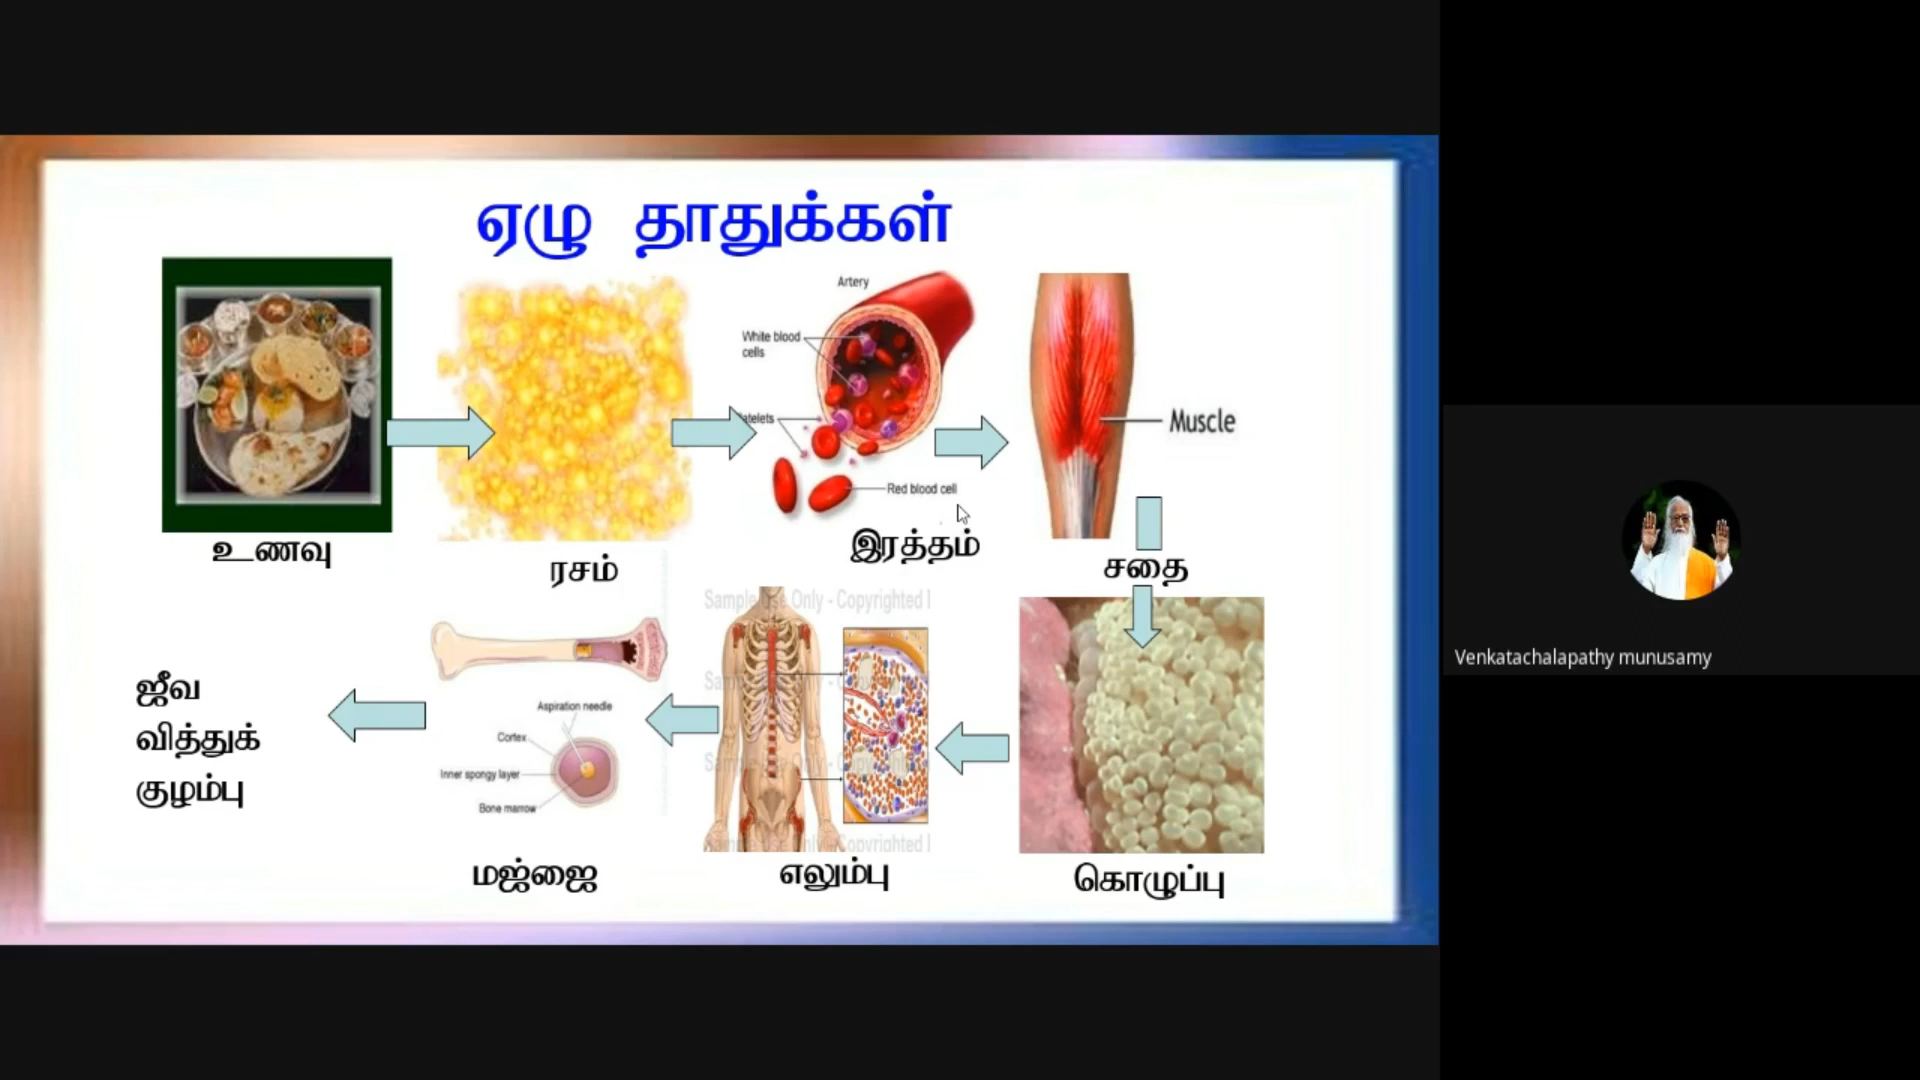 ஏழு தாதுக்கள்
Artery
White blood
cells
Red blood cell
Muscle
உணவு
ரசம்
இரத்தம்
சதை
Sample Use Only - Copyrighted
Aspiration needle
Cortex
Inner spongy layer
Bone marrow
ஜீவ
வித்துக்
குழம்பு
மஜ்ஜை
எலும்பு
கொழுப்பு
Venkatachalapathy munusamy